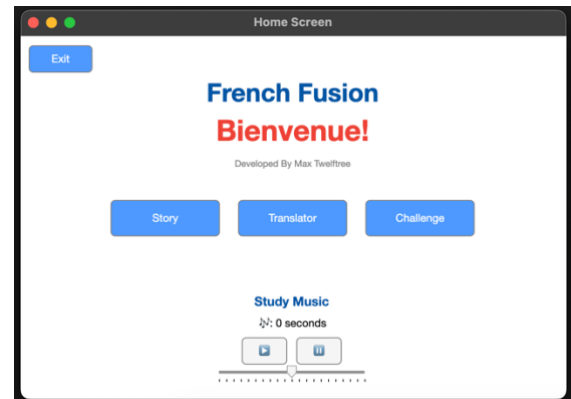 Home Screen
Exit
French Fusion
Bienvenue!
Developed By Max Twelftree
Story Translator Challenge
Study Music
🎶: 0 seconds